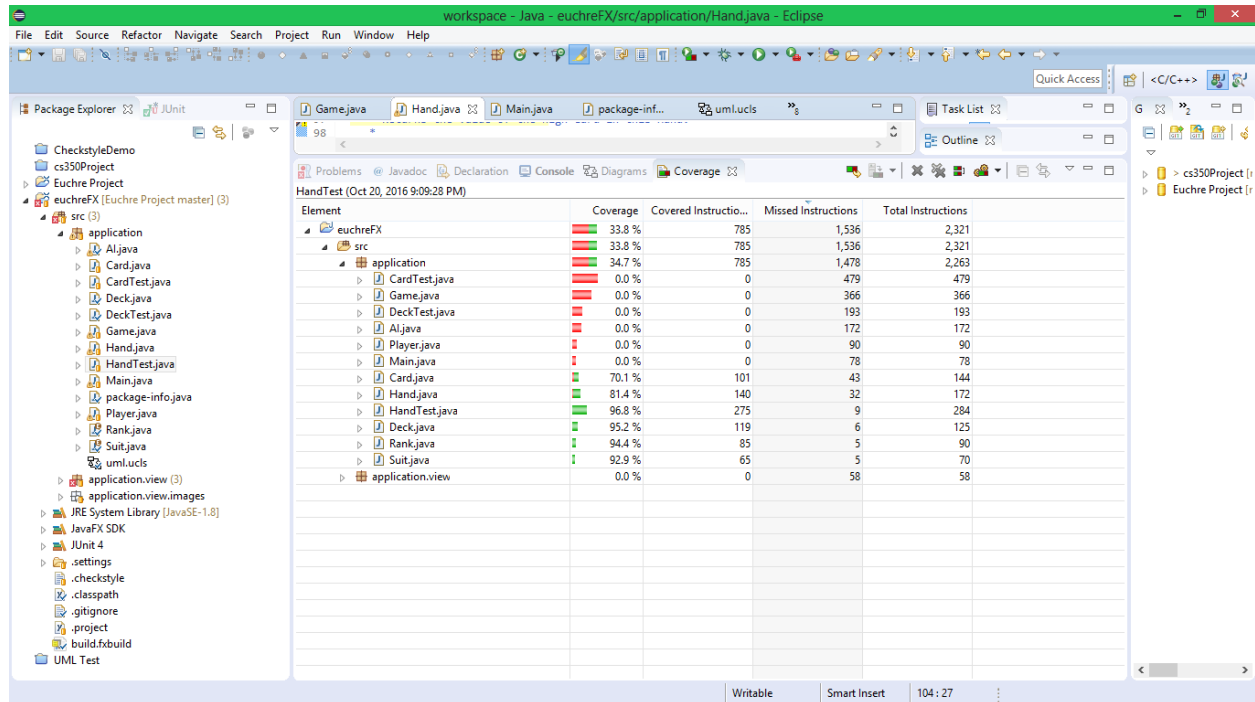 workspace - Java - euchreFX/src/application/Hand.java - Eclipse
File Edit Source Refactor Navigate Search Project Run Window Help
Quick Access
<C/C++>
Package Explorer JUnit
CheckstyleDemo
cs350Project
Euchre Project
euchreFX [Euchre Project master] (3)
src (3)
application
AI.java
Card.java
CardTest.java
Deck.java
DeckTest.java
Game.java
Hand.java
HandTest.java
Main.java
package-info.java
Player.java
Rank.java
Suit.java
uml.ucls
application.view (3)
application.view.images
JRE System Library [JavaSE-1.8]
JavaFX SDK
JUnit 4
.settings
.checkstyle
.classpath
.gitignore
.project
build.fxbuild
UML Test
Game.java Hand.java Main.java package-inf... uml.ucls »8
98 *
Problems @ Javadoc Declaration Console Diagrams Coverage
HandTest (Oct 20, 2016 9:09:28 PM)
Element Coverage Covered Instructio... Missed Instructions Total Instructions
euchreFX 33.8 % 785 1,536 2,321
src 33.8 % 785 1,536 2,321
application 34.7 % 785 1,478 2,263
CardTest.java 0.0 % 0 479 479
Game.java 0.0 % 0 366 366
DeckTest.java 0.0 % 0 193 193
AI.java 0.0 % 0 172 172
Player.java 0.0 % 0 90 90
Main.java 0.0 % 0 78 78
Card.java 70.1 % 101 43 144
Hand.java 81.4 % 140 32 172
HandTest.java 96.8 % 275 9 284
Deck.java 95.2 % 119 6 125
Rank.java 94.4 % 85 5 90
Suit.java 92.9 % 65 5 70
application.view 0.0 % 0 58 58
Task List
Outline
G »2
> cs350Project [
Euchre Project [
Writable Smart Insert 104 : 27